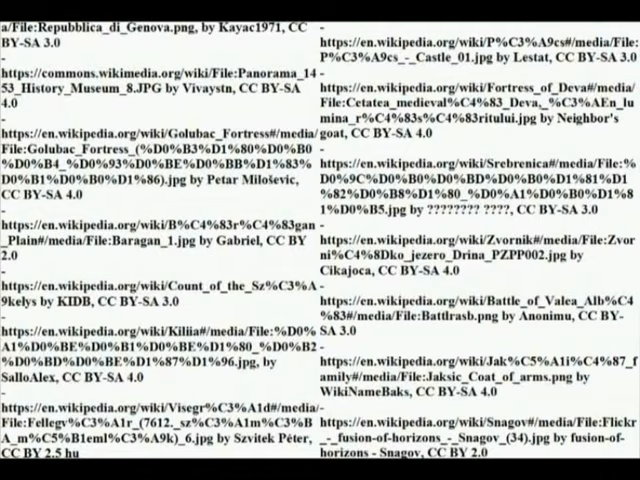 a/File:Repubblica_di_Genova.png, by Kayac1971, CC
BY-SA 3.0
-
https://commons.wikimedia.org/wiki/File:Panorama_14
53_History_Museum_8.JPG by Vivaystn, CC BY-SA
4.0
-
https://en.wikipedia.org/wiki/Golubac_Fortress#/media/
File:Golubac_Fortress_(%D0%B3%D1%80%D0%B0
%D0%B4_%D0%93%D0%BE%D0%BB%D1%83%
D0%B1%D0%B0%D1%86).jpg by Petar Milošević,
CC BY-SA 4.0
-
https://en.wikipedia.org/wiki/B%C4%83r%C4%83gan
_Plain#/media/File:Baragan_1.jpg by Gabriel, CC BY
2.0
-
https://en.wikipedia.org/wiki/Count_of_the_Sz%C3%A
9kelys by KIDB, CC BY-SA 3.0
-
https://en.wikipedia.org/wiki/Kiliia#/media/File:%D0%
A1%D0%BE%D0%B1%D0%BE%D1%80_%D0%B2
%D0%BD%D0%BE%D1%87%D1%96.jpg, by
SalloAlex, CC BY-SA 4.0
-
https://en.wikipedia.org/wiki/Visegr%C3%A1d#/media/
File:Fellegv%C3%A1r_(7612._sz%C3%A1m%C3%B
A_m%C5%B1eml%C3%A9k)_6.jpg by Szvitek Péter,
CC BY 2.5 hu
-
https://en.wikipedia.org/wiki/P%C3%A9cs#/media/File:
P%C3%A9cs_-_Castle_01.jpg by Lestat, CC BY-SA 3.0
-
https://en.wikipedia.org/wiki/Fortress_of_Deva#/media/
File:Cetatea_medieval%C4%83_Deva,_%C3%AEn_lu
mina_r%C4%83s%C4%83ritului.jpg by Neighbor's
goat, CC BY-SA 4.0
-
https://en.wikipedia.org/wiki/Srebrenica#/media/File:%
D0%9C%D0%B0%D0%BD%D0%B0%D1%81%D1
%82%D0%B8%D1%80_%D0%A1%D0%B0%D1%8
1%D0%B5.jpg by ???????? ????, CC BY-SA 3.0
-
https://en.wikipedia.org/wiki/Zvornik#/media/File:Zvor
ni%C4%8Dko_jezero_Drina_PZPP002.jpg by
Cikajoca, CC BY-SA 4.0
-
https://en.wikipedia.org/wiki/Battle_of_Valea_Alb%C4
%83#/media/File:Battlrasb.png by Anonimu, CC BY-
SA 3.0
-
https://en.wikipedia.org/wiki/Jak%C5%A1i%C4%87_f
amily#/media/File:Jaksic_Coat_of_arms.png by
WikiNameBaks, CC BY-SA 4.0
-
https://en.wikipedia.org/wiki/Snagov#/media/File:Flickr
_-_fusion-of-horizons_-_Snagov_(34).jpg by fusion-of-
horizons - Snagov, CC BY 2.0